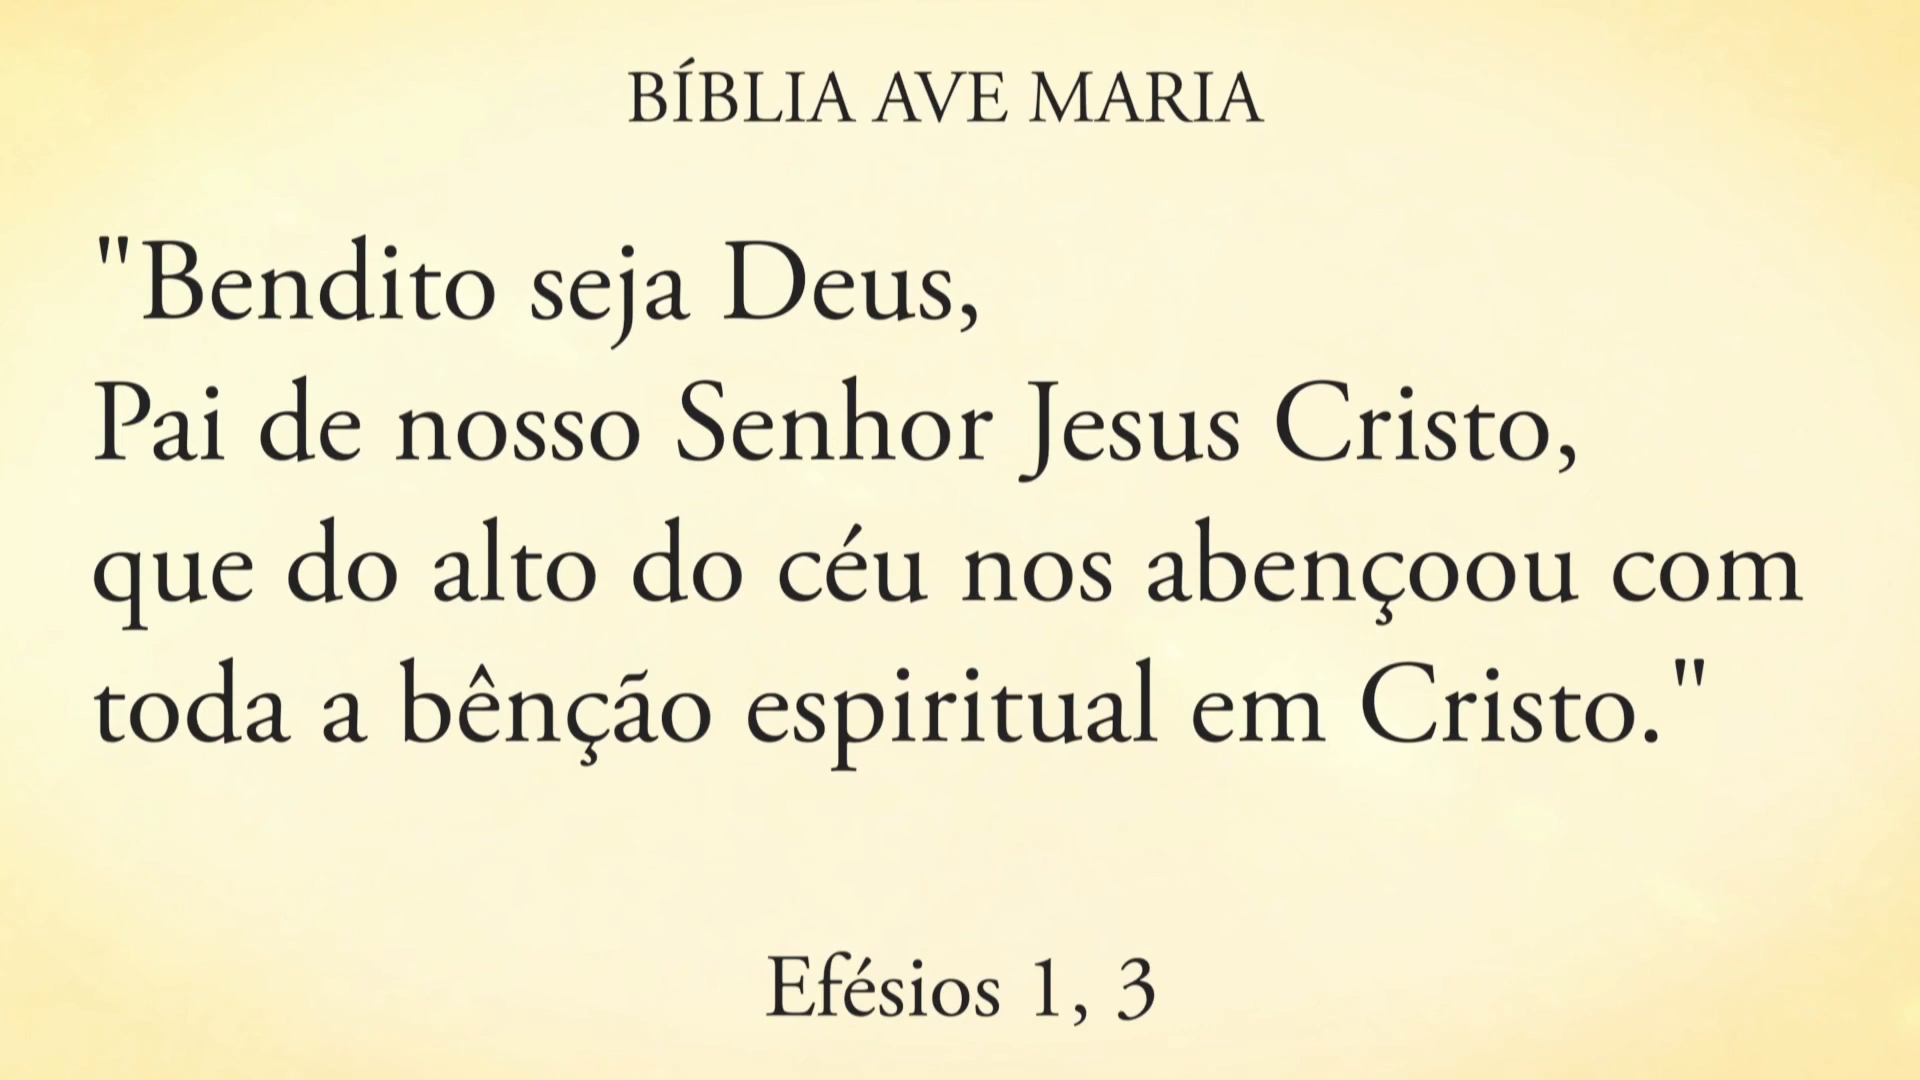 BÍBLIA AVE MARIA
"Bendito seja Deus,
Pai de nosso Senhor Jesus Cristo,
que do alto do céu nos abençoou com
toda a bênção espiritual em Cristo."
Efésios 1, 3